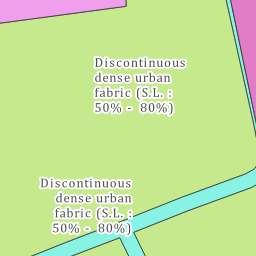 Discontinuous
dense urban
fabric (S.L. :
50% -  80%)
Discontinuous
dense urban
fabric (S.L. :
50% -  80%)